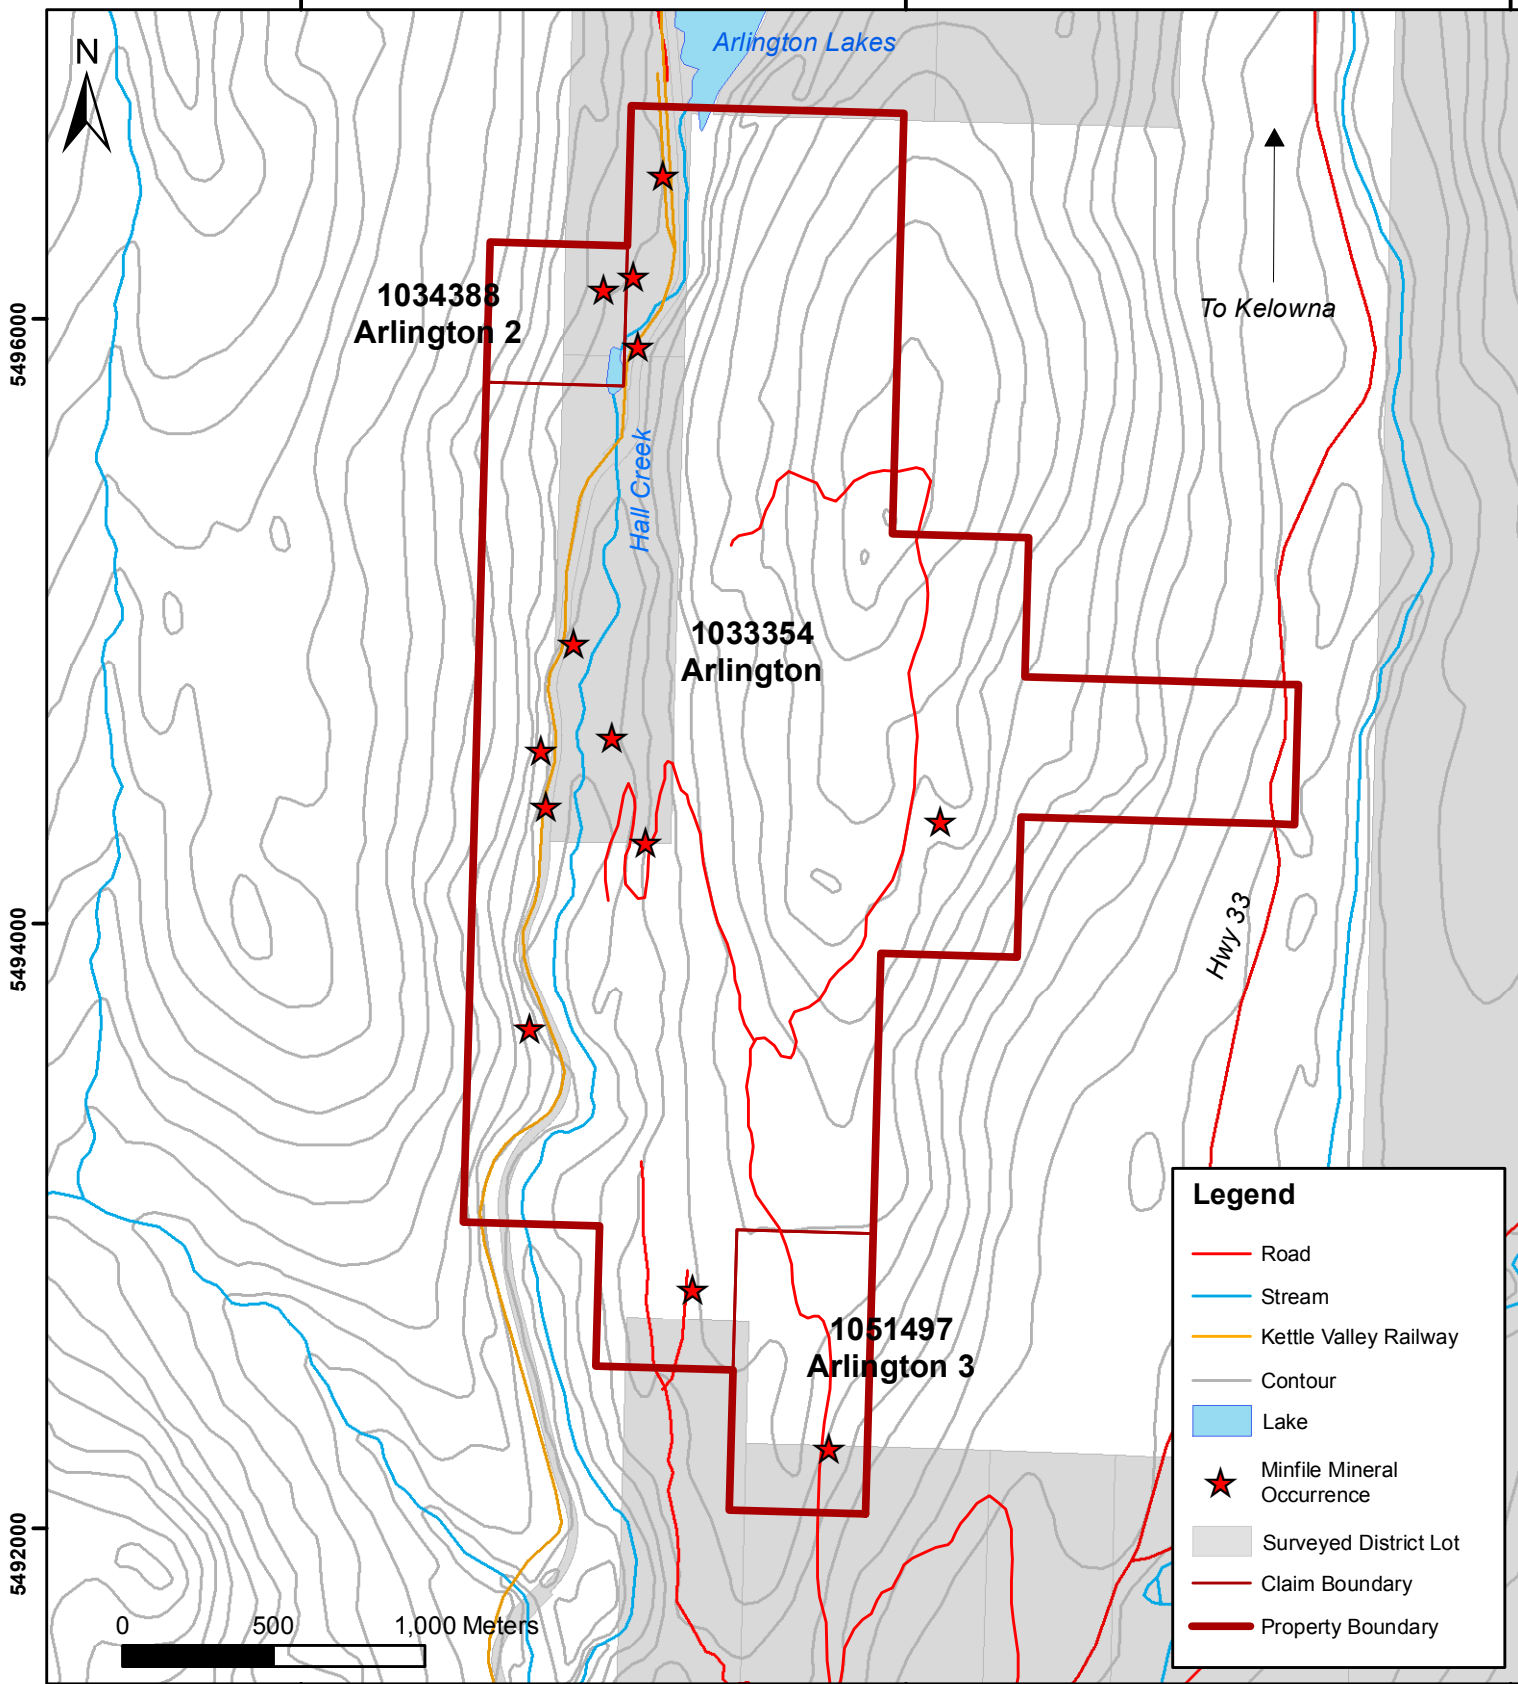 Arlington Lakes
N
1034388
Arlington 2
To Kelowna
5496000
Hall Creek
1033354
Arlington
Hwy 33
5494000
1051497
Arlington 3
5492000
0 500 1,000 Meters
Legend
Road
Stream
Kettle Valley Railway
Contour
Lake
Minfile Mineral
Occurrence
Surveyed District Lot
Claim Boundary
Property Boundary